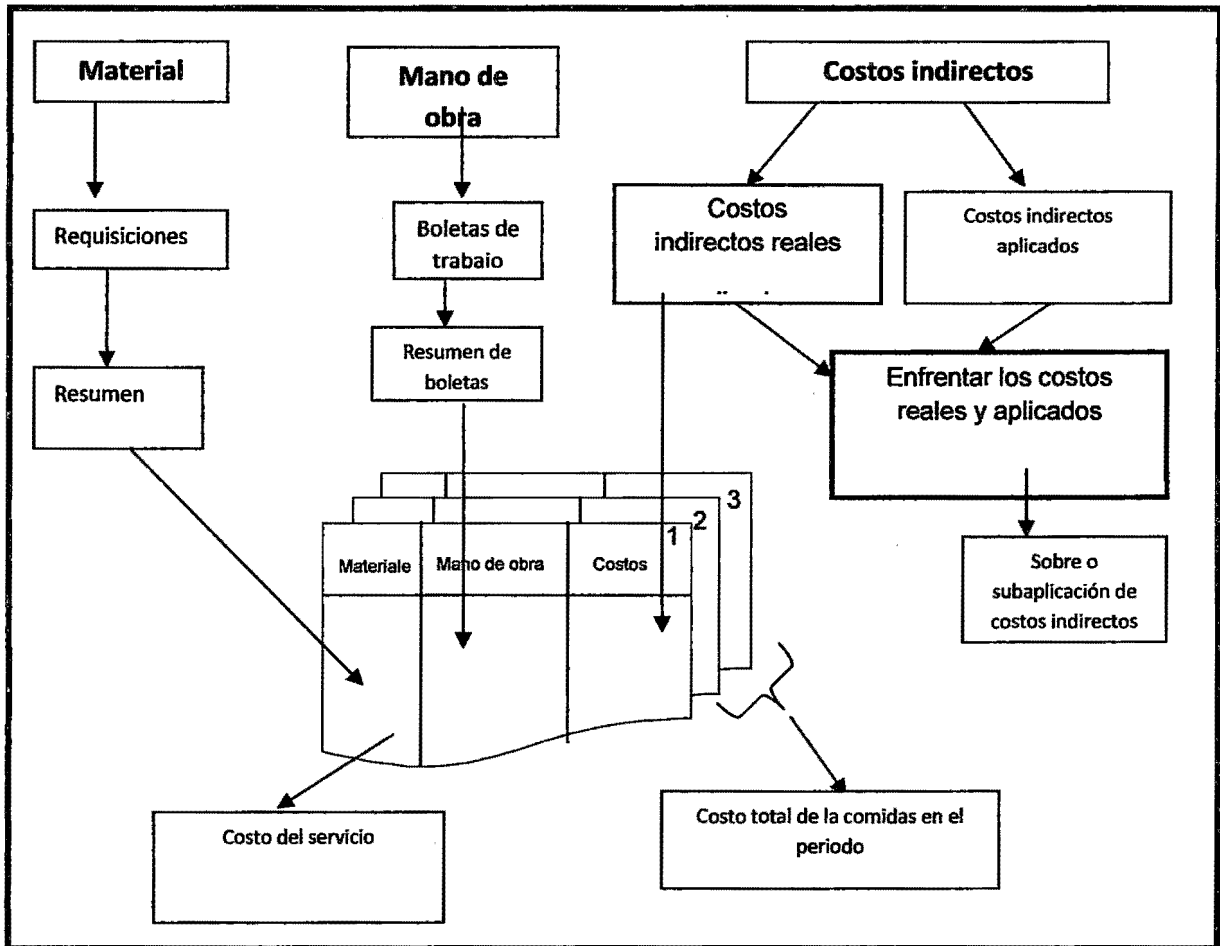 Material
Mano de
obra
Costos indirectos
Requisiciones
Boletas de
trabaio
Costos
indirectos reales
Costos indirectos
aplicados
Resumen
Resumen de
boletas
Enfrentar los costos
reales y aplicados
3
2
1
Materiale
Mano de obra
Costos
Sobre o
subaplicación de
costos indirectos
Costo del servicio
Costo total de la comidas en el
periodo